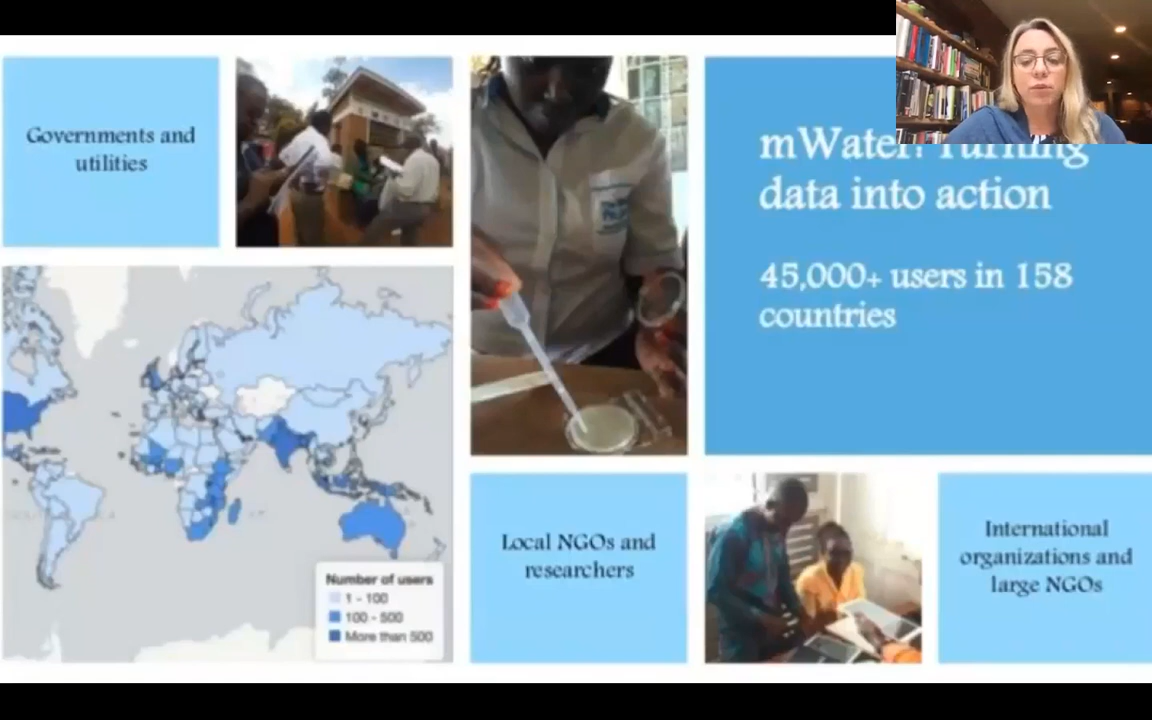 Governments and
utilities
mWater: Turning
data into action
45,000+ users in 158
countries
Number of users
1 - 100
100 - 500
More than 500
Local NGOs and
researchers
International
organizations and
large NGOs